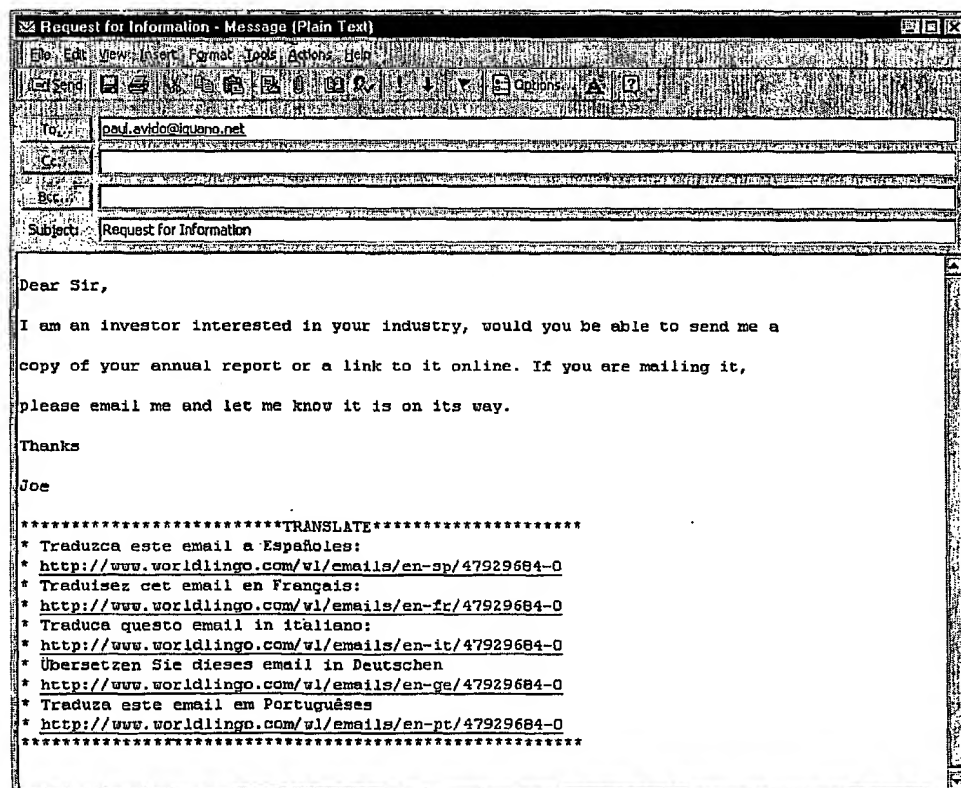 Request for Information - Message (Plain Text)
File Edit View Insert Format Tools Actions Help
Send Options...
To... paul.avido@iquano.net
Cc...
Bcc...
Subject: Request for Information
Dear Sir,
I am an investor interested in your industry, would you be able to send me a
copy of your annual report or a link to it online. If you are mailing it,
please email me and let me know it is on its way.
Thanks
Joe
***************************TRANSLATE*********************
* Traduzca este email a Españoles:
* http://www.worldlingo.com/wl/emails/en-sp/47929684-0
* Traduisez cet email en Français:
* http://www.worldlingo.com/wl/emails/en-fr/47929684-0
* Traduca questo email in italiano:
* http://www.worldlingo.com/wl/emails/en-it/47929684-0
* Übersetzen Sie dieses email in Deutschen
* http://www.worldlingo.com/wl/emails/en-ge/47929684-0
* Traduza este email em Portuguêses
* http://www.worldlingo.com/wl/emails/en-pt/47929684-0
**********************************************************